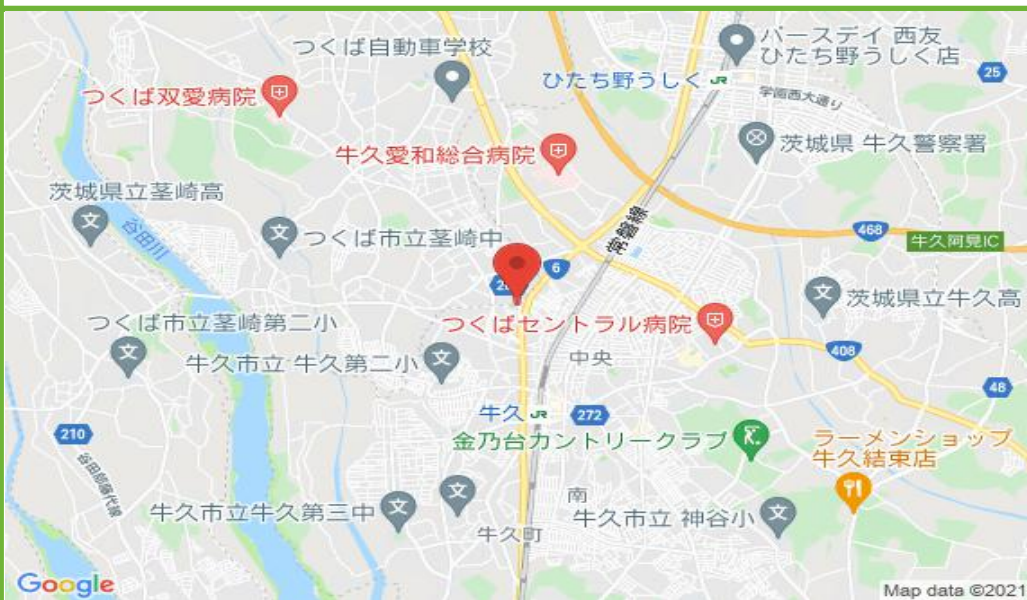 つくば自動車学校
バースデイ 西友
ひたち野うしく店
ひたち野うしく JR
25
学園西大通り
つくば双愛病院
牛久愛和総合病院
茨城県 牛久警察署
茨城県立茎崎高
谷田川
つくば市立茎崎中
常磐線
468
牛久阿見IC
6
茨城県立牛久高
つくば市立茎崎第二小
つくばセントラル病院
牛久市立 牛久第二小
中央
408
48
牛久 JR
272
210
金乃台カントリークラブ
ラーメンショップ
牛久結束店
牛久市立牛久第三中
南
牛久市立 神谷小
牛久町
Google
Map data ©2021